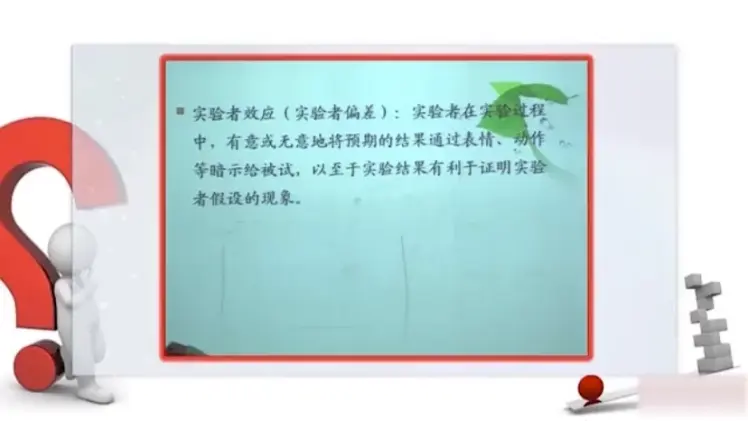 实验者效应（实验者偏差）：实验者在实验过程
中，有意或无意地将预期的结果通过表情、动作
等暗示给被试，以至于实验结果有利于证明实验
者假设的现象。